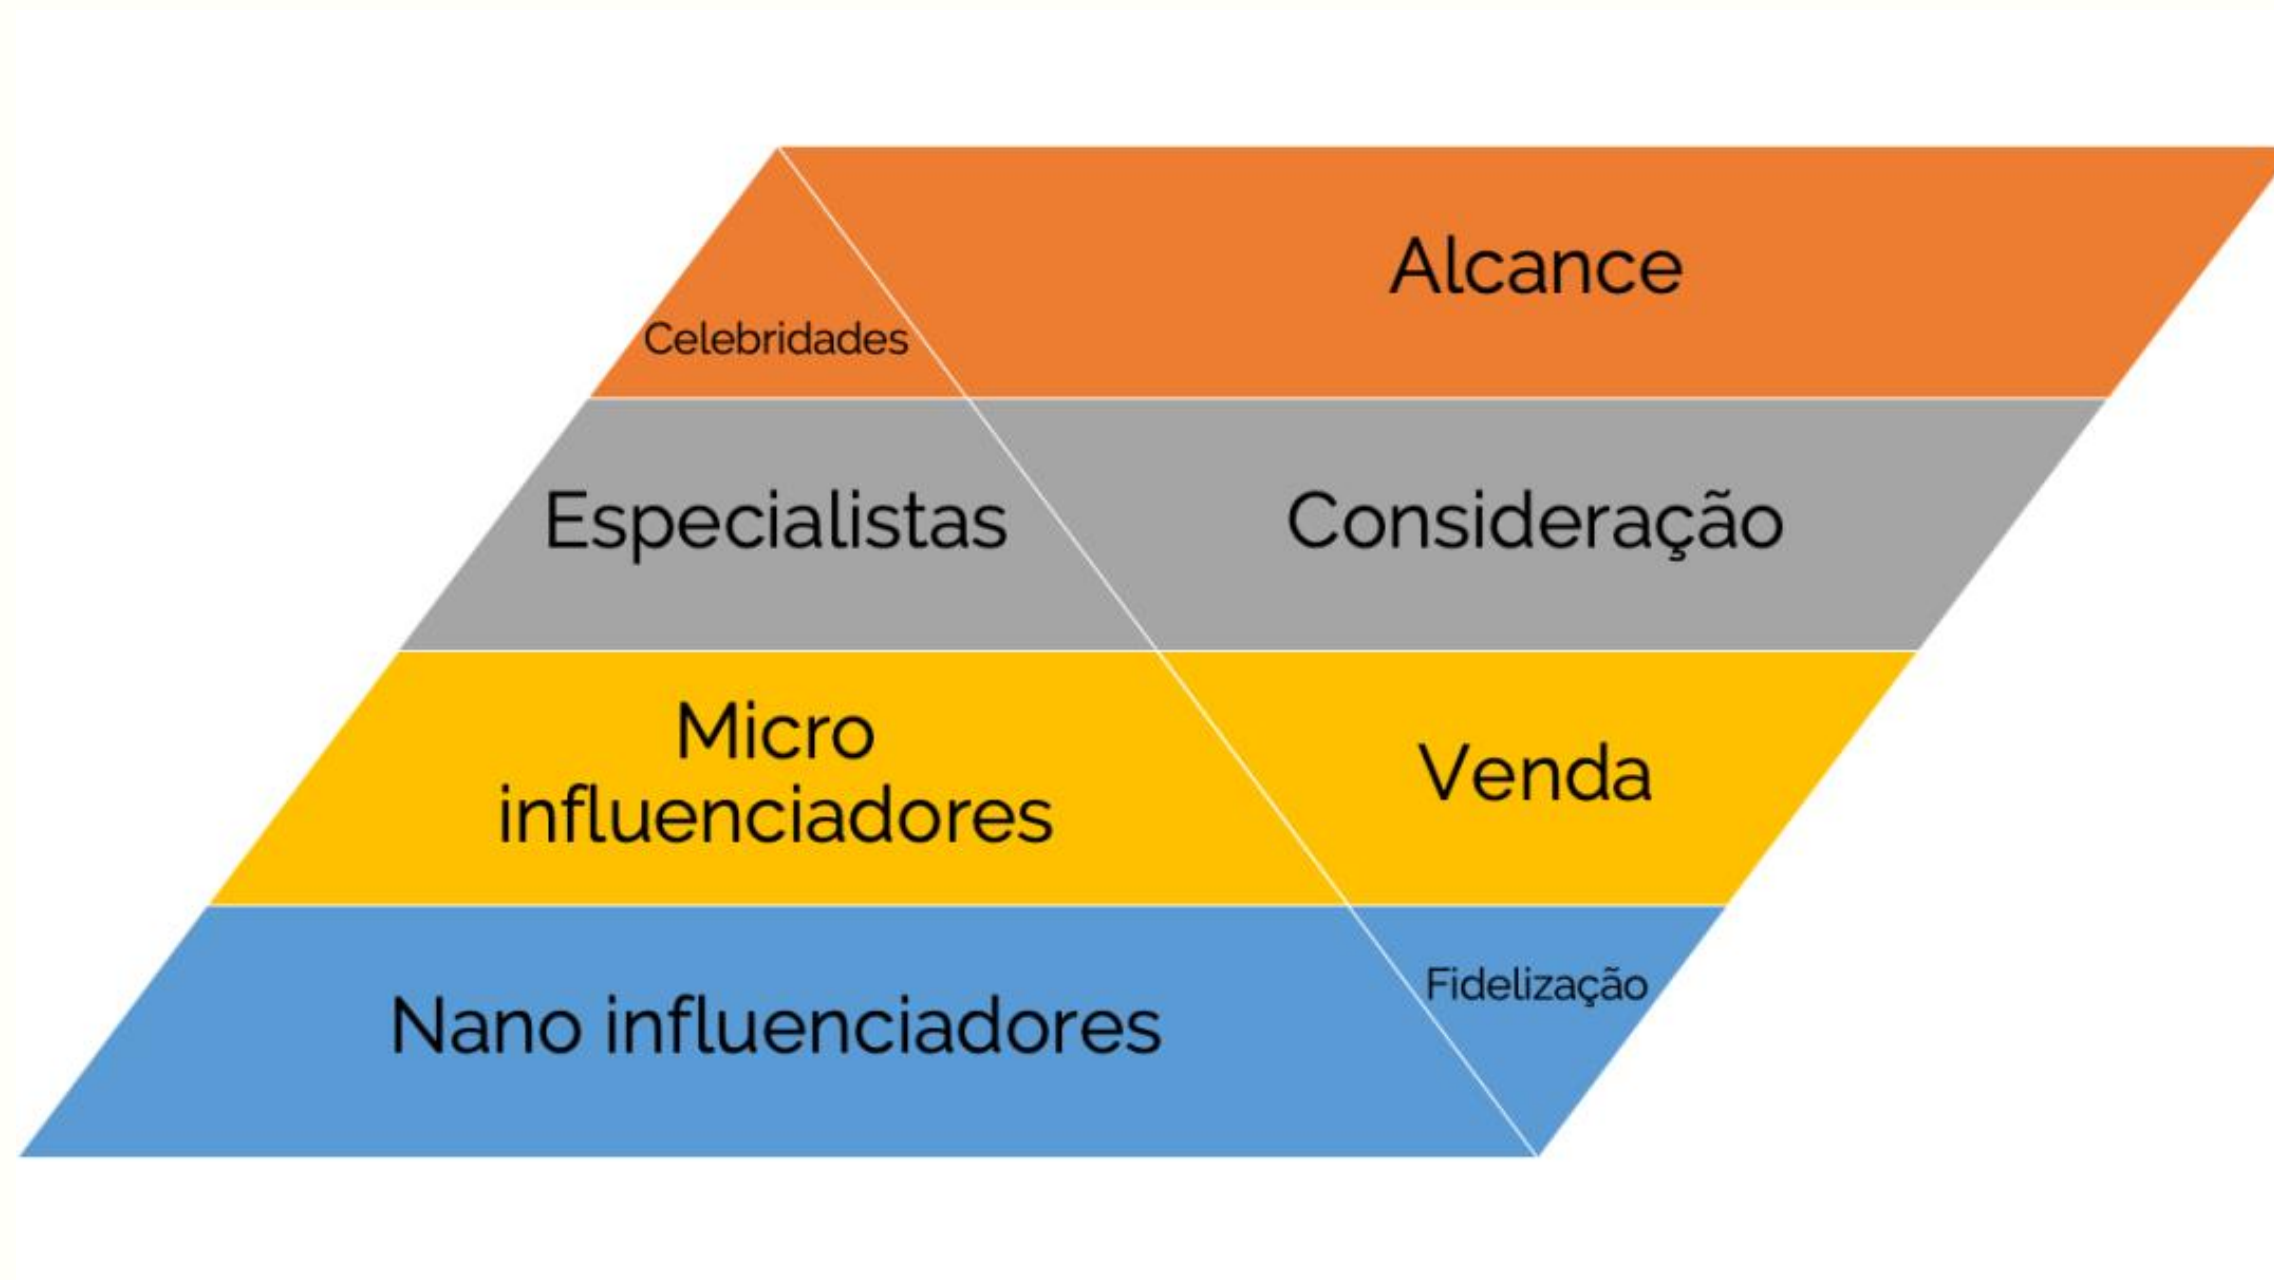 Celebridades
Alcance
Especialistas
Consideração
Micro
influenciadores
Venda
Nano influenciadores
Fidelização